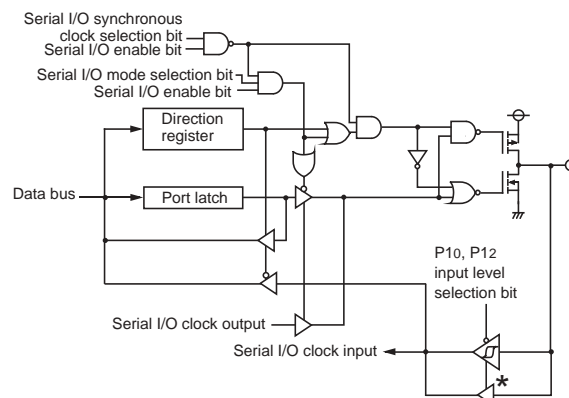 Serial I/O synchronous
clock selection bit
Serial I/O enable bit
Serial I/O mode selection bit
Serial I/O enable bit
Direction
register
Data bus
Port latch
P10, P12
input level
selection bit
Serial I/O clock output
Serial I/O clock input
*